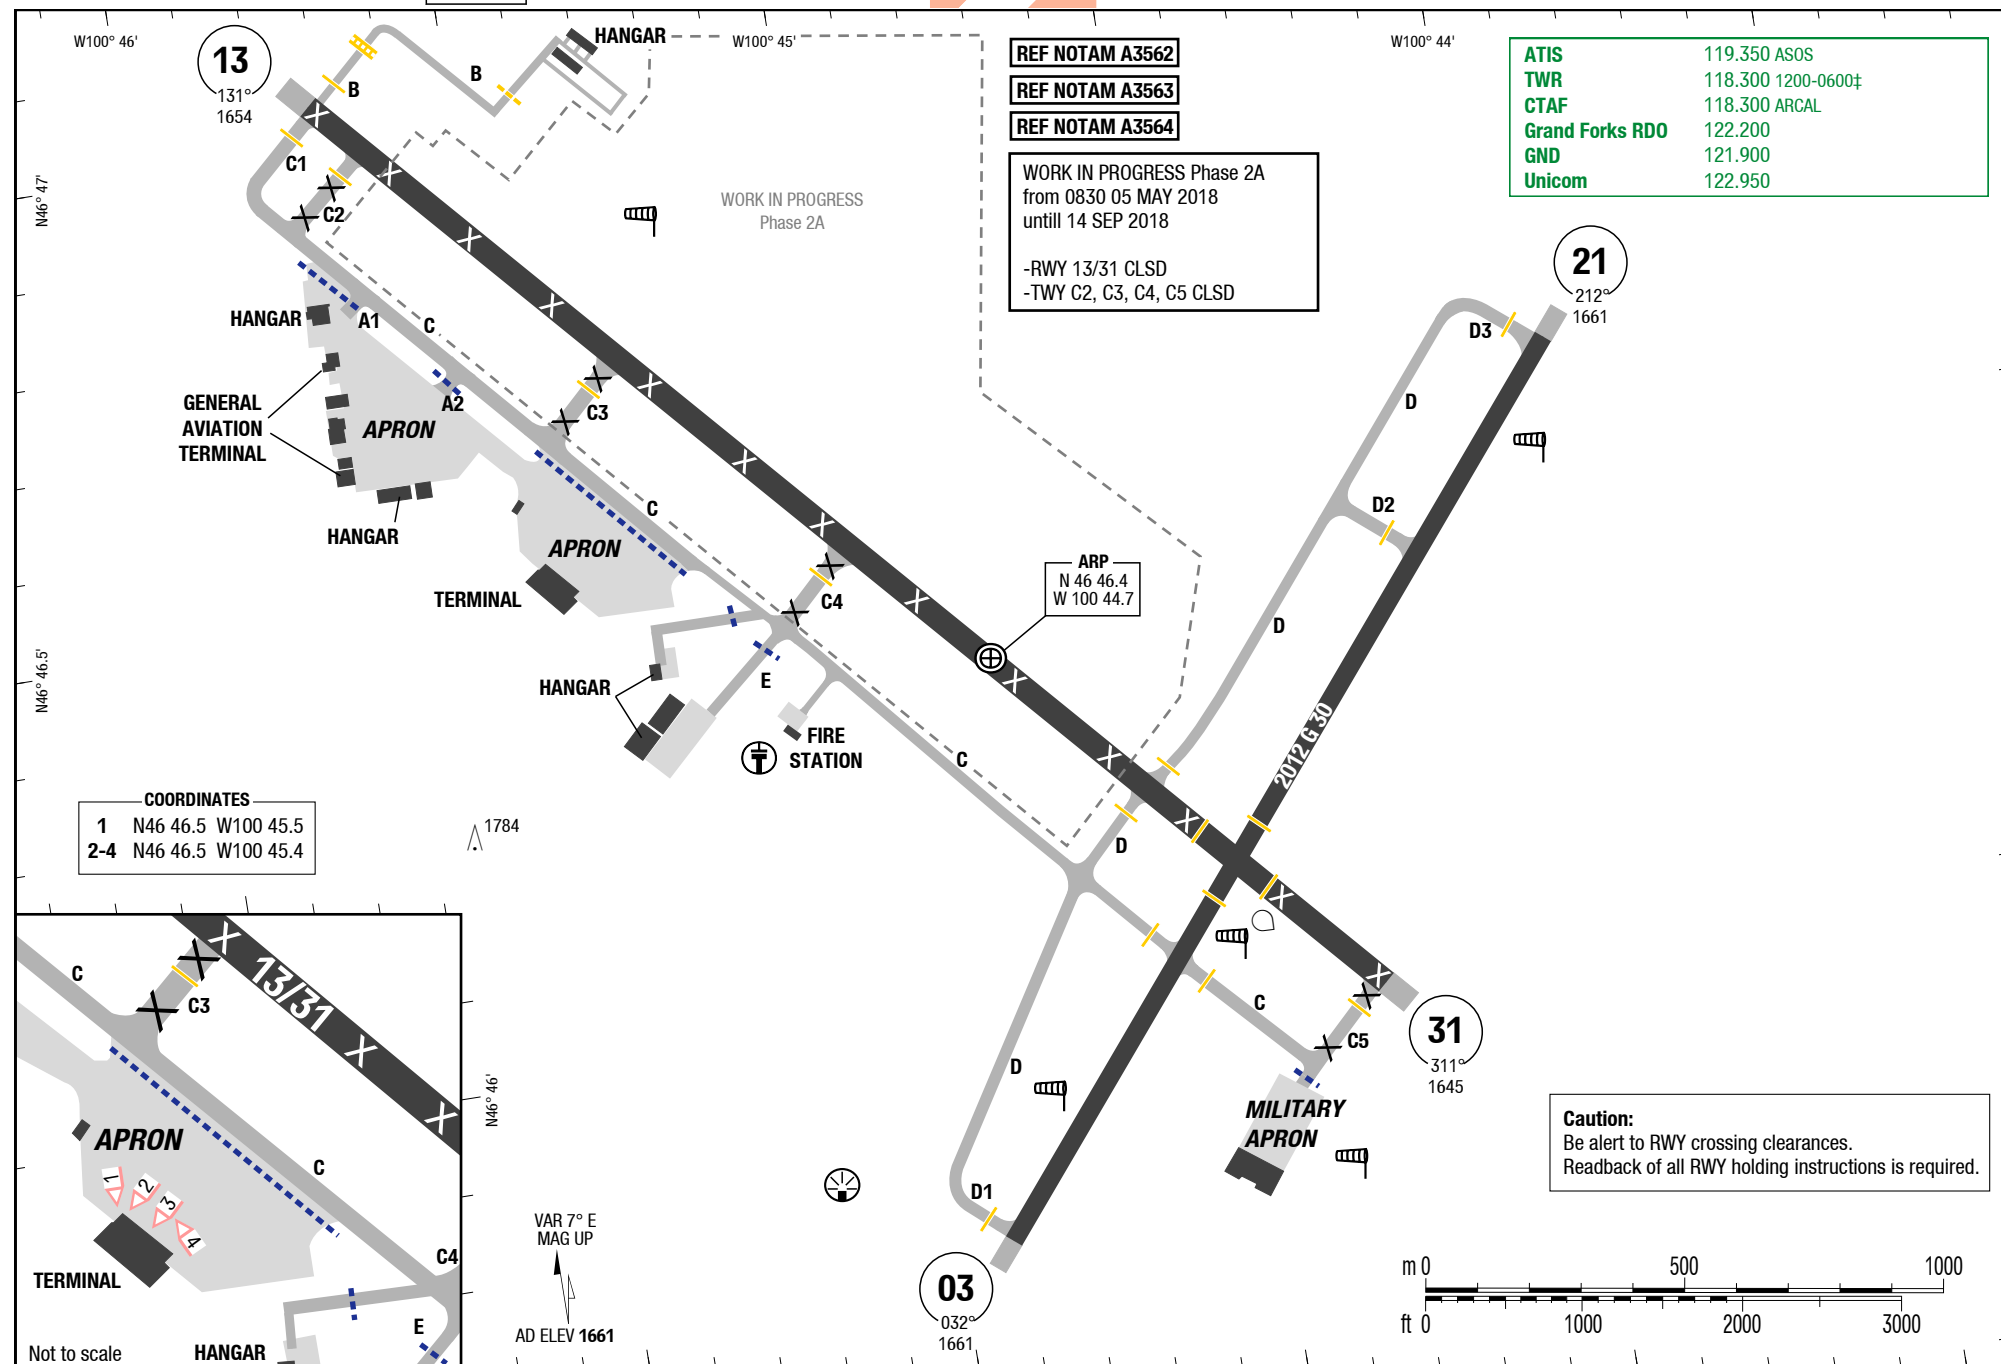 W100° 46'
W100° 45'
W100° 44'
13
131°
1654
B
B
HANGAR
REF NOTAM A3562
REF NOTAM A3563
REF NOTAM A3564
WORK IN PROGRESS Phase 2A
from 0830 05 MAY 2018
untill 14 SEP 2018
-RWY 13/31 CLSD
-TWY C2, C3, C4, C5 CLSD
ATIS 119.350 ASOS
TWR 118.300 1200-0600‡
CTAF 118.300 ARCAL
Grand Forks RDO 122.200
GND 121.900
Unicom 122.950
N46° 47'
C1
C2
WORK IN PROGRESS
Phase 2A
21
212°
1661
HANGAR
A1
C
D3
GENERAL
AVIATION
TERMINAL
A2
APRON
C3
D
HANGAR
C
D2
APRON
TERMINAL
C4
ARP
N 46 46.4
W 100 44.7
D
N46° 46.5'
HANGAR
E
FIRE
STATION
C
2012 G 30
COORDINATES
1 N46 46.5 W100 45.5
2-4 N46 46.5 W100 45.4
1784
D
C
C5
31
311°
1645
D
MILITARY
APRON
Caution:
Be alert to RWY crossing clearances.
Readback of all RWY holding instructions is required.
D1
03
032°
1661
VAR 7° E
MAG UP
AD ELEV 1661
m 0 500 1000
ft 0 1000 2000 3000
N46° 46'
C
C3
13/31
APRON
C
1
2
3
4
TERMINAL
C4
E
Not to scale
HANGAR